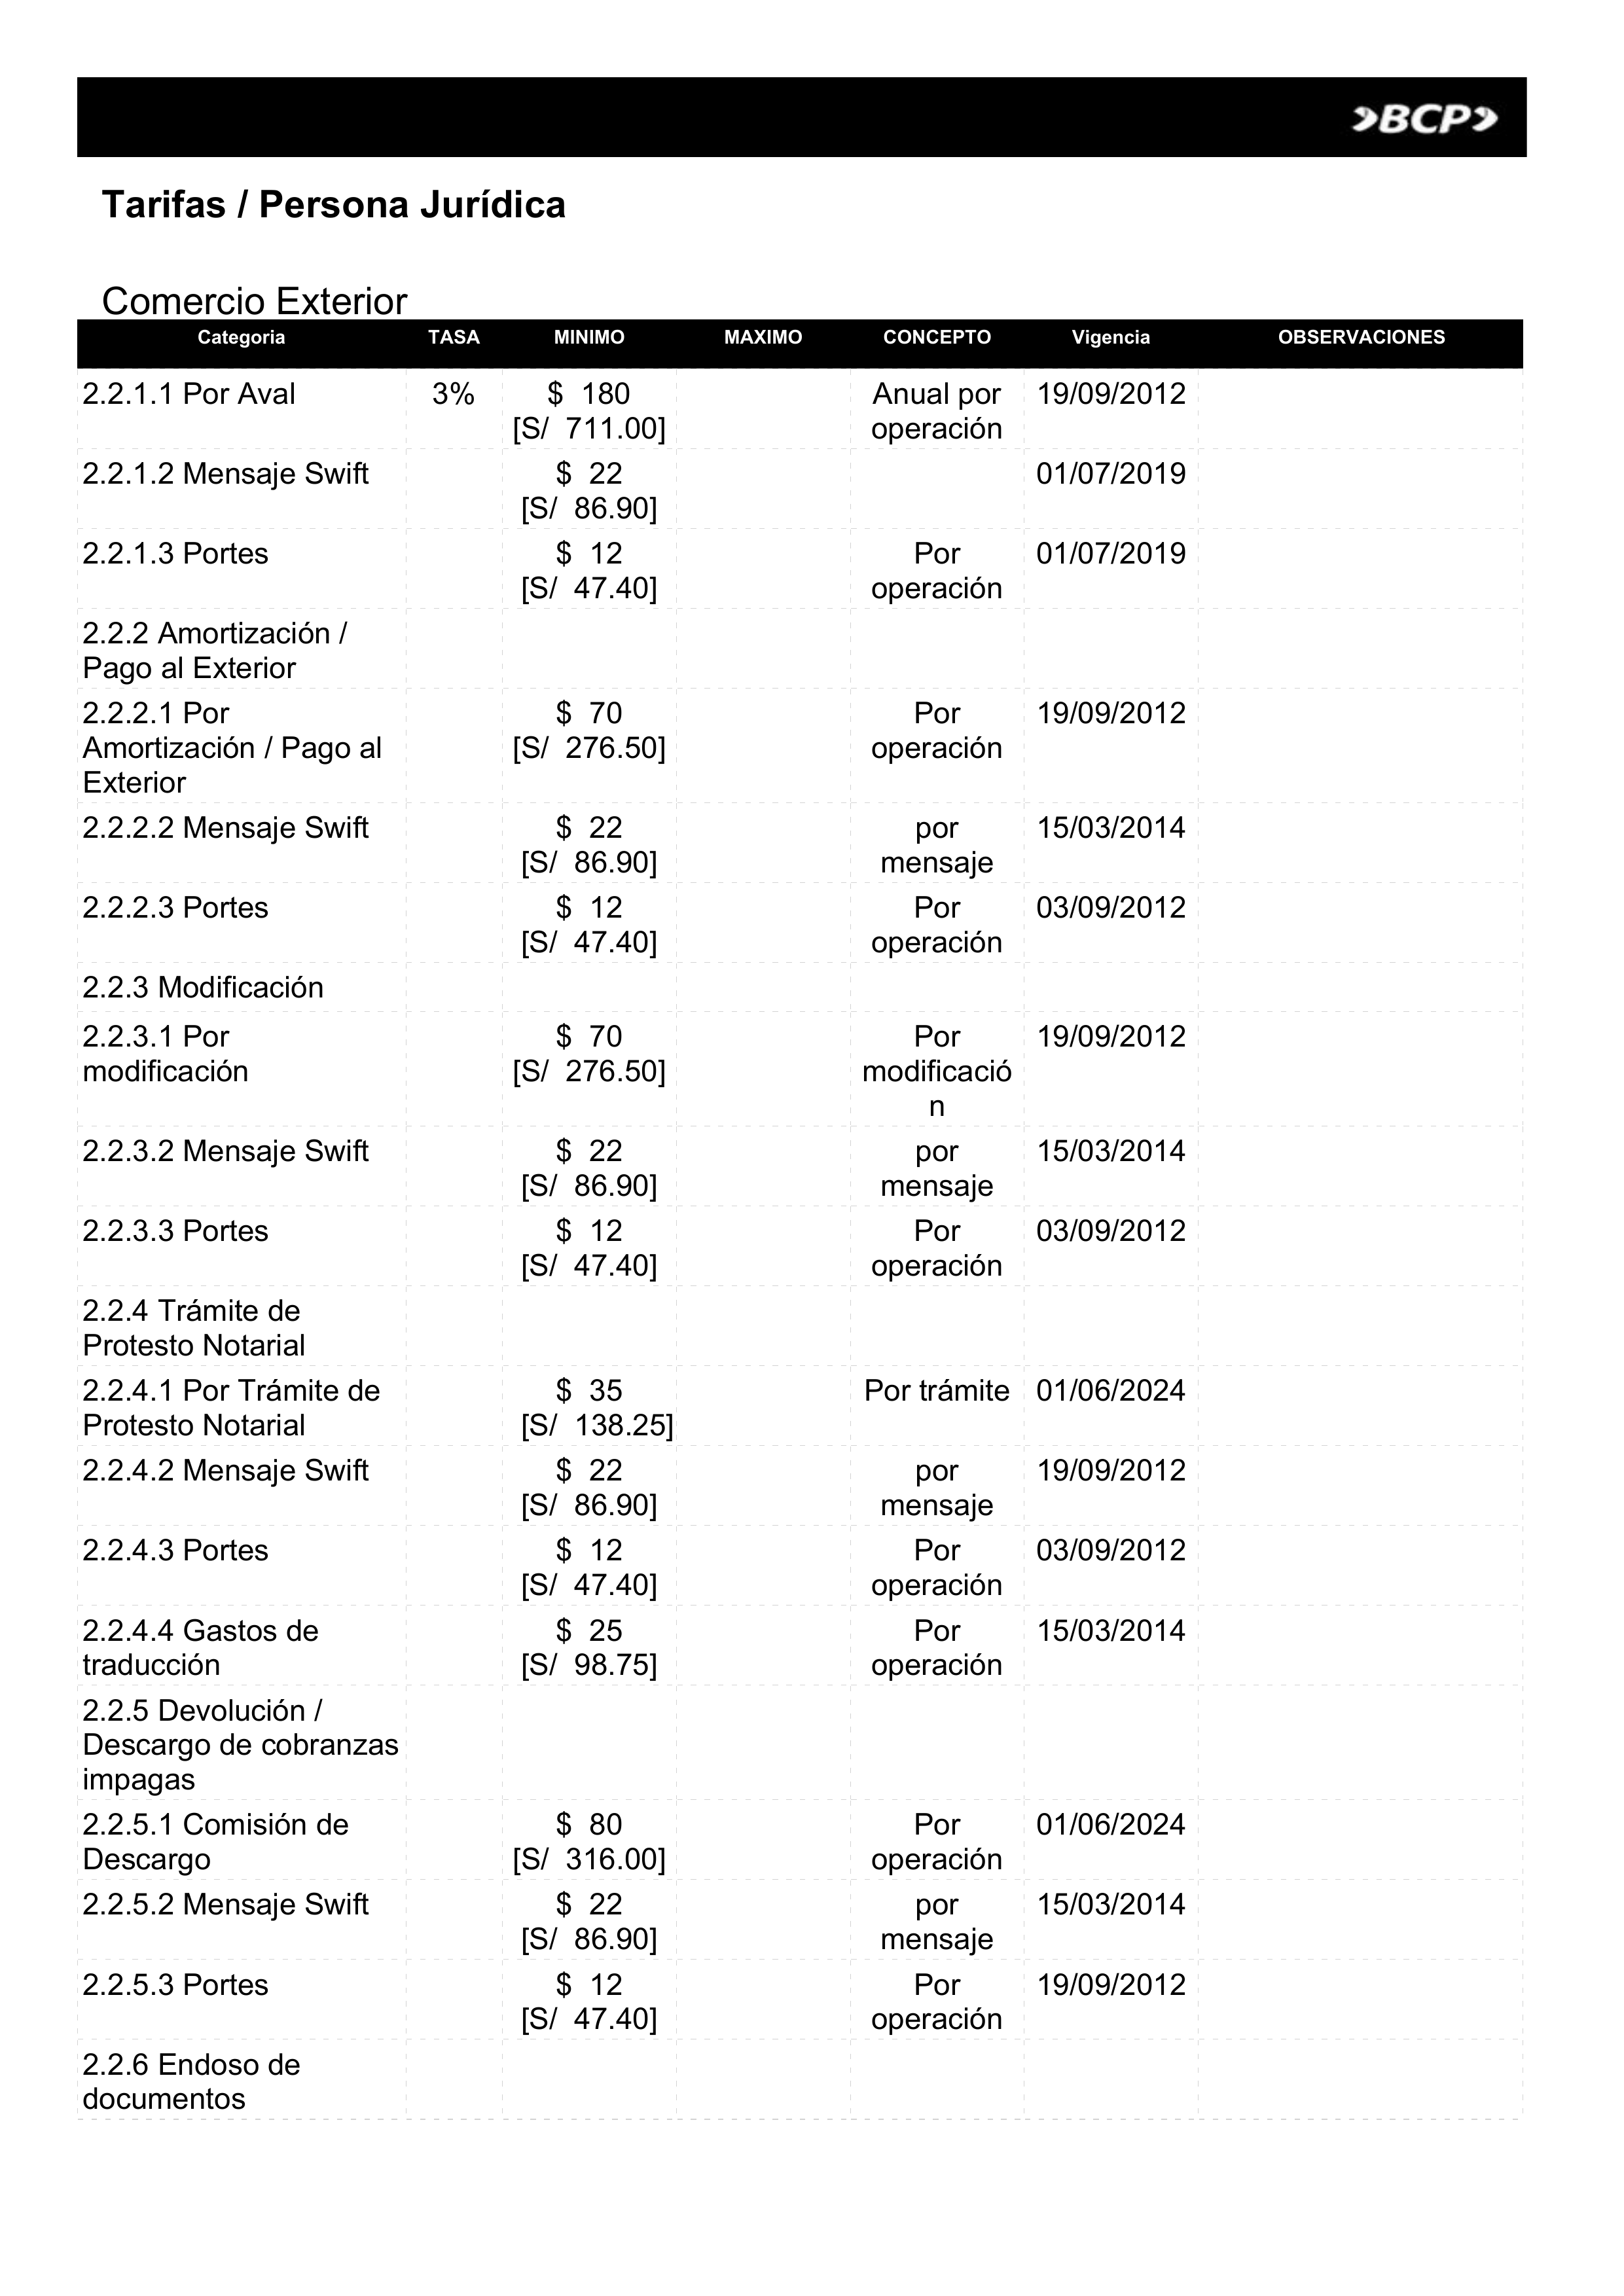 BCP
Tarifas / Persona Jurídica
Comercio Exterior
Categoria TASA MINIMO MAXIMO CONCEPTO Vigencia OBSERVACIONES
2.2.1.1 Por Aval 3% $ 180 Anual por 19/09/2012
[S/ 711.00] operación
2.2.1.2 Mensaje Swift $ 22 01/07/2019
[S/ 86.90]
2.2.1.3 Portes $ 12 Por 01/07/2019
[S/ 47.40] operación
2.2.2 Amortización /
Pago al Exterior
2.2.2.1 Por $ 70 Por 19/09/2012
Amortización / Pago al [S/ 276.50] operación
Exterior
2.2.2.2 Mensaje Swift $ 22 por 15/03/2014
[S/ 86.90] mensaje
2.2.2.3 Portes $ 12 Por 03/09/2012
[S/ 47.40] operación
2.2.3 Modificación
2.2.3.1 Por $ 70 Por 19/09/2012
modificación [S/ 276.50] modificació
n
2.2.3.2 Mensaje Swift $ 22 por 15/03/2014
[S/ 86.90] mensaje
2.2.3.3 Portes $ 12 Por 03/09/2012
[S/ 47.40] operación
2.2.4 Trámite de
Protesto Notarial
2.2.4.1 Por Trámite de $ 35 Por trámite 01/06/2024
Protesto Notarial [S/ 138.25]
2.2.4.2 Mensaje Swift $ 22 por 19/09/2012
[S/ 86.90] mensaje
2.2.4.3 Portes $ 12 Por 03/09/2012
[S/ 47.40] operación
2.2.4.4 Gastos de $ 25 Por 15/03/2014
traducción [S/ 98.75] operación
2.2.5 Devolución /
Descargo de cobranzas
impagas
2.2.5.1 Comisión de $ 80 Por 01/06/2024
Descargo [S/ 316.00] operación
2.2.5.2 Mensaje Swift $ 22 por 15/03/2014
[S/ 86.90] mensaje
2.2.5.3 Portes $ 12 Por 19/09/2012
[S/ 47.40] operación
2.2.6 Endoso de
documentos